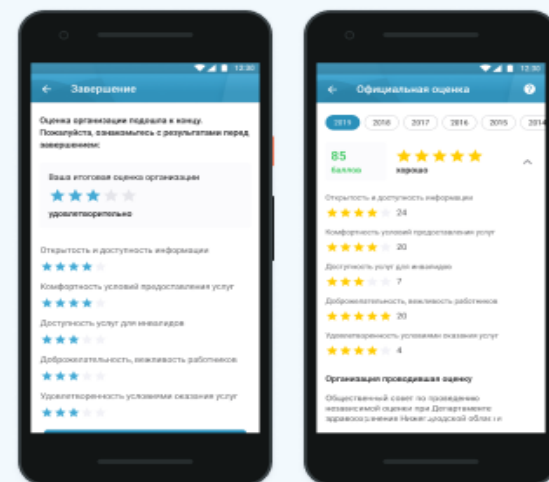 12:30
Завершение
Оценка организации подошла к концу.
Пожалуйста, ознакомьтесь с результатами перед
завершением:
Ваша итоговая оценка организации
удовлетворительно
Открытость и доступность информации
Комфортность условий предоставления услуг
Доступность услуг для инвалидов
Доброжелательность, вежливость работников
Удовлетворенность условиями оказания услуг
12:30
Официальная оценка
2019 2018 2017 2016 2015 2014
85
баллов
хорошо
Открытость и доступность информации
24
Комфортность условий предоставления услуг
20
Доступность услуг для инвалидов
7
Доброжелательность, вежливость работников
20
Удовлетворенность условиями оказания услуг
4
Организация проводившая оценку
Общественный совет по проведению
независимой оценки при Департаменте
здравоохранения Нижегородской области